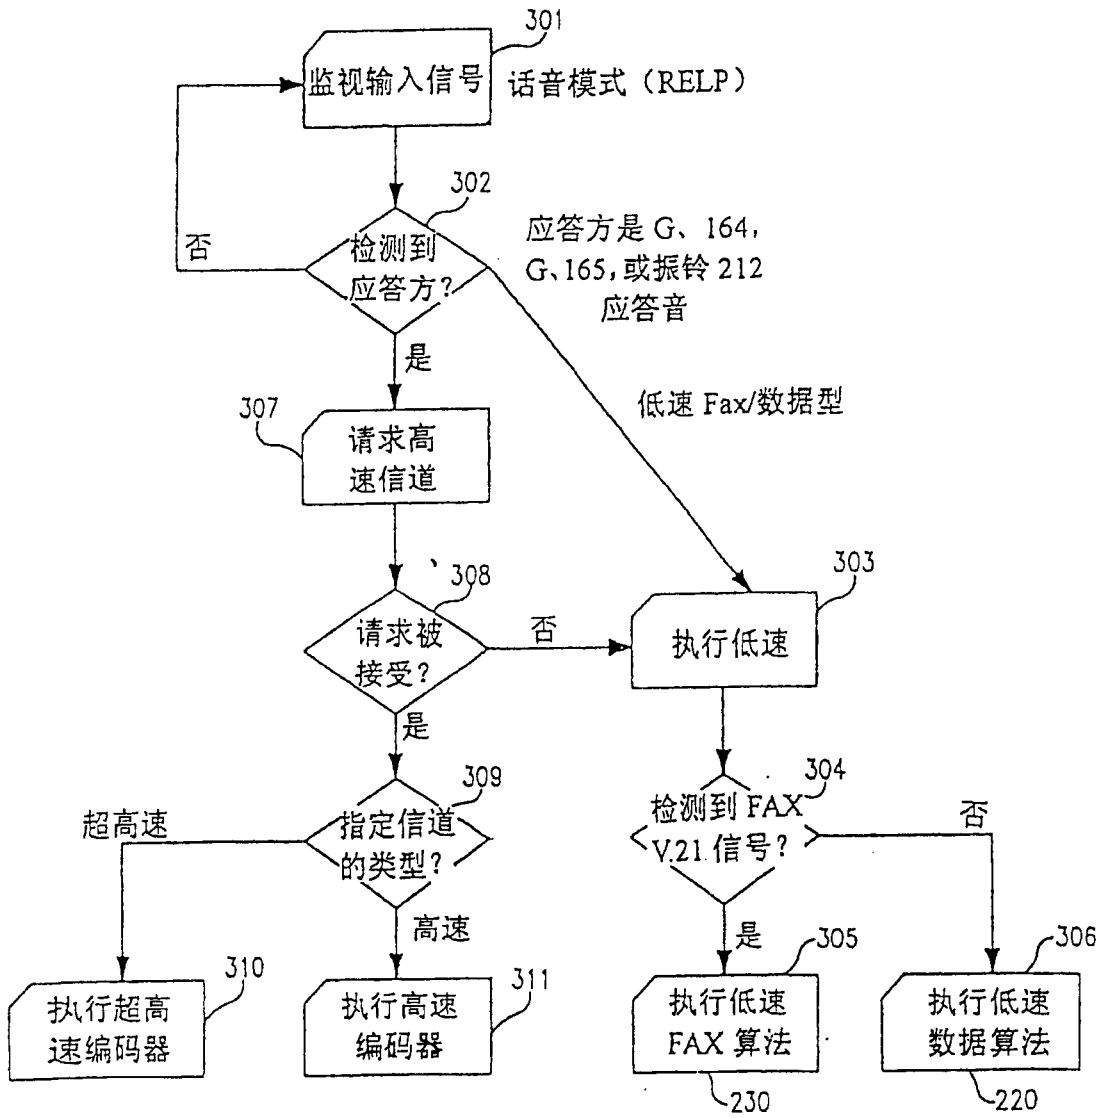 301
监视输入信号
话音模式（RELP）
302
检测到
应答方？
否
应答方是 G、164，
G、165，或振铃 212
应答音
是
低速 Fax/数据型
307
请求高
速信道
308
请求被
接受？
否
303
执行低速
是
309
指定信道
的类型？
超高速
高速
304
检测到 FAX
V.21. 信号？
否
是
310
执行超高
速编码器
311
执行高速
编码器
305
执行低速
FAX 算法
230
306
执行低速
数据算法
220